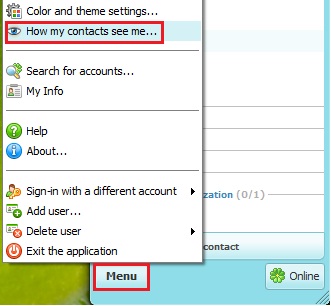 Color and theme settings...
How my contacts see me...
Search for accounts...
My Info
Help
About...
Sign-in with a different account
Add user...
Delete user
Exit the application
ization (0/1)
contact
Menu
Online